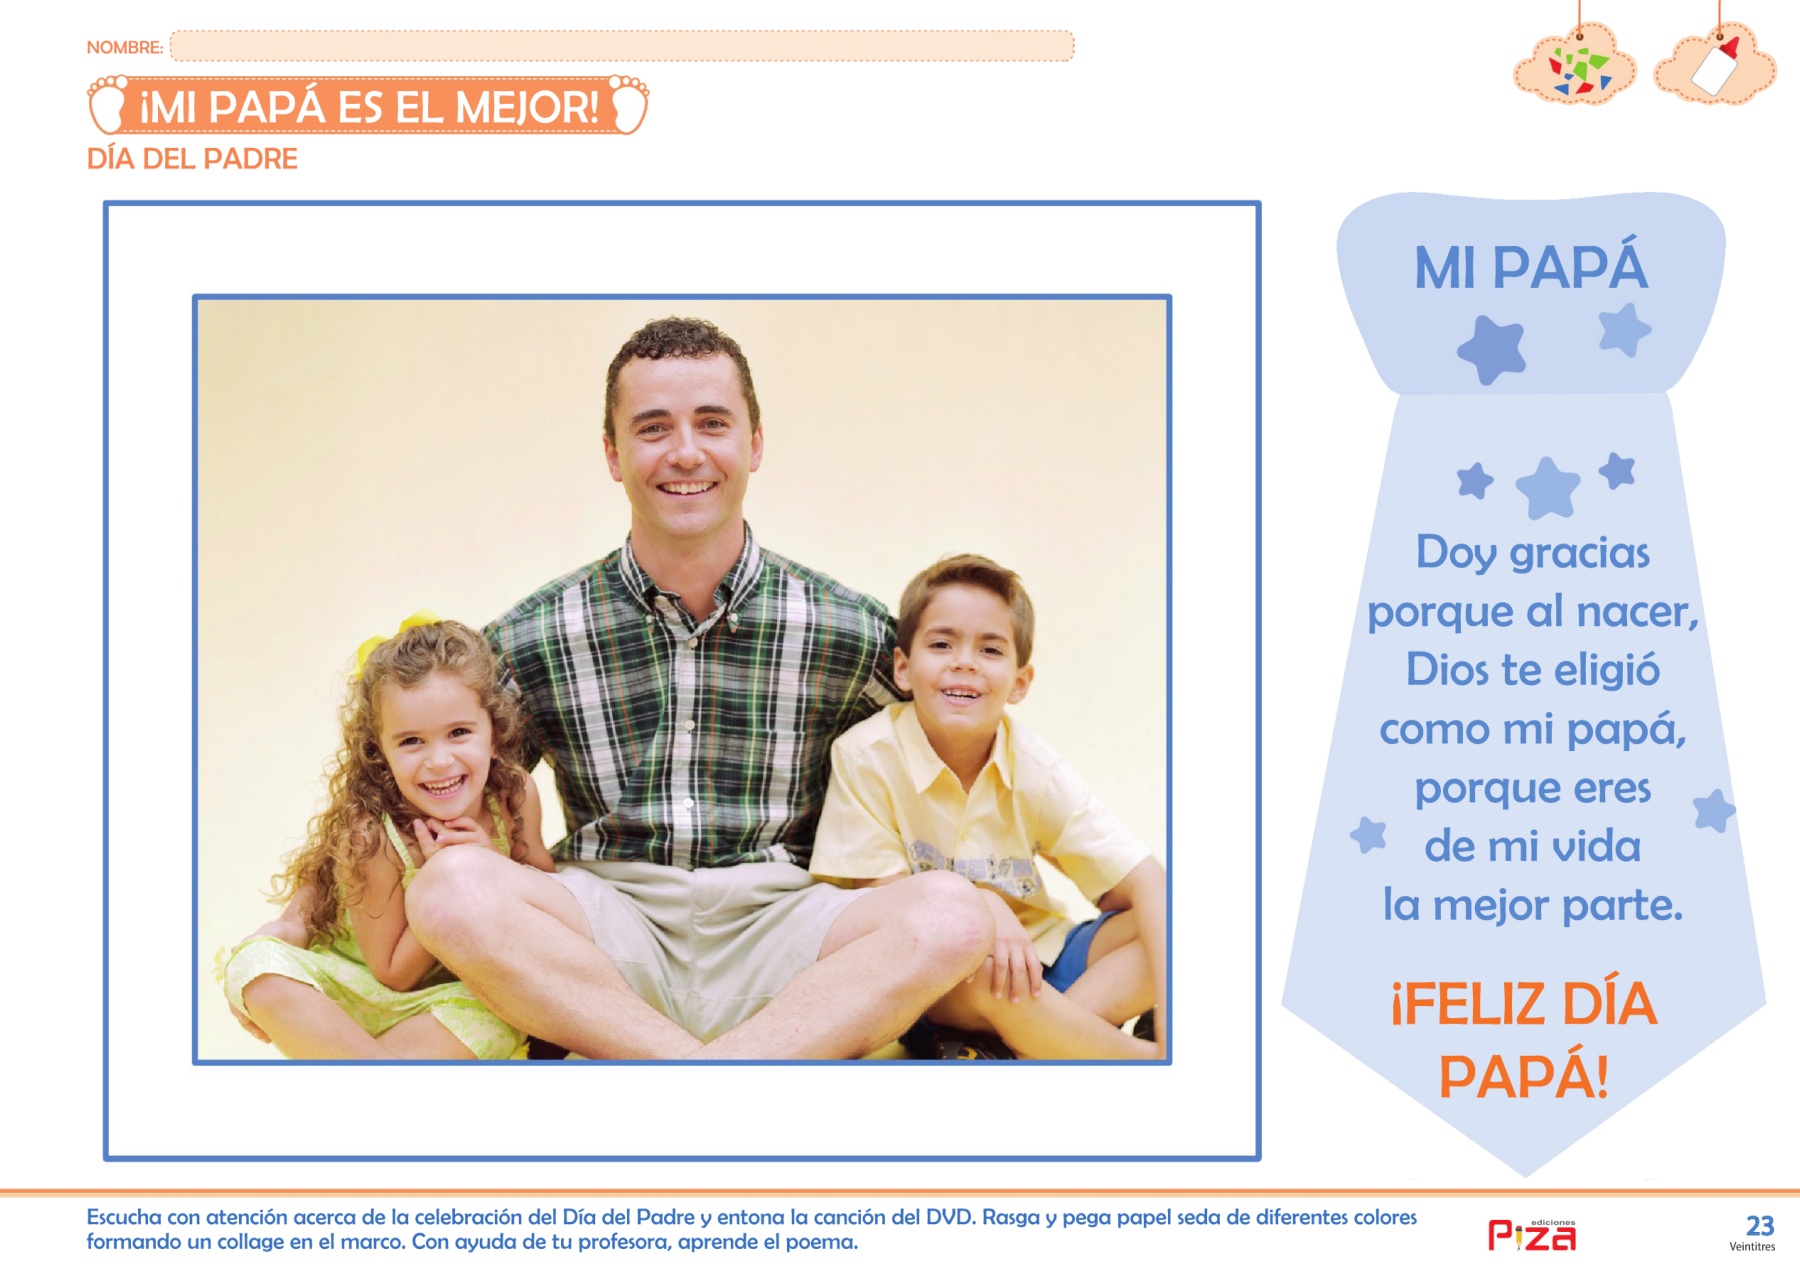 NOMBRE:
¡MI PAPÁ ES EL MEJOR!
DÍA DEL PADRE
MI PAPÁ
Doy gracias
porque al nacer,
Dios te eligió
como mi papá,
porque eres
de mi vida
la mejor parte.
¡FELIZ DÍA
PAPÁ!
Escucha con atención acerca de la celebración del Día del Padre y entona la canción del DVD. Rasga y pega papel seda de diferentes colores
formando un collage en el marco. Con ayuda de tu profesora, aprende el poema.
ediciones
Piza
23
Veintitres